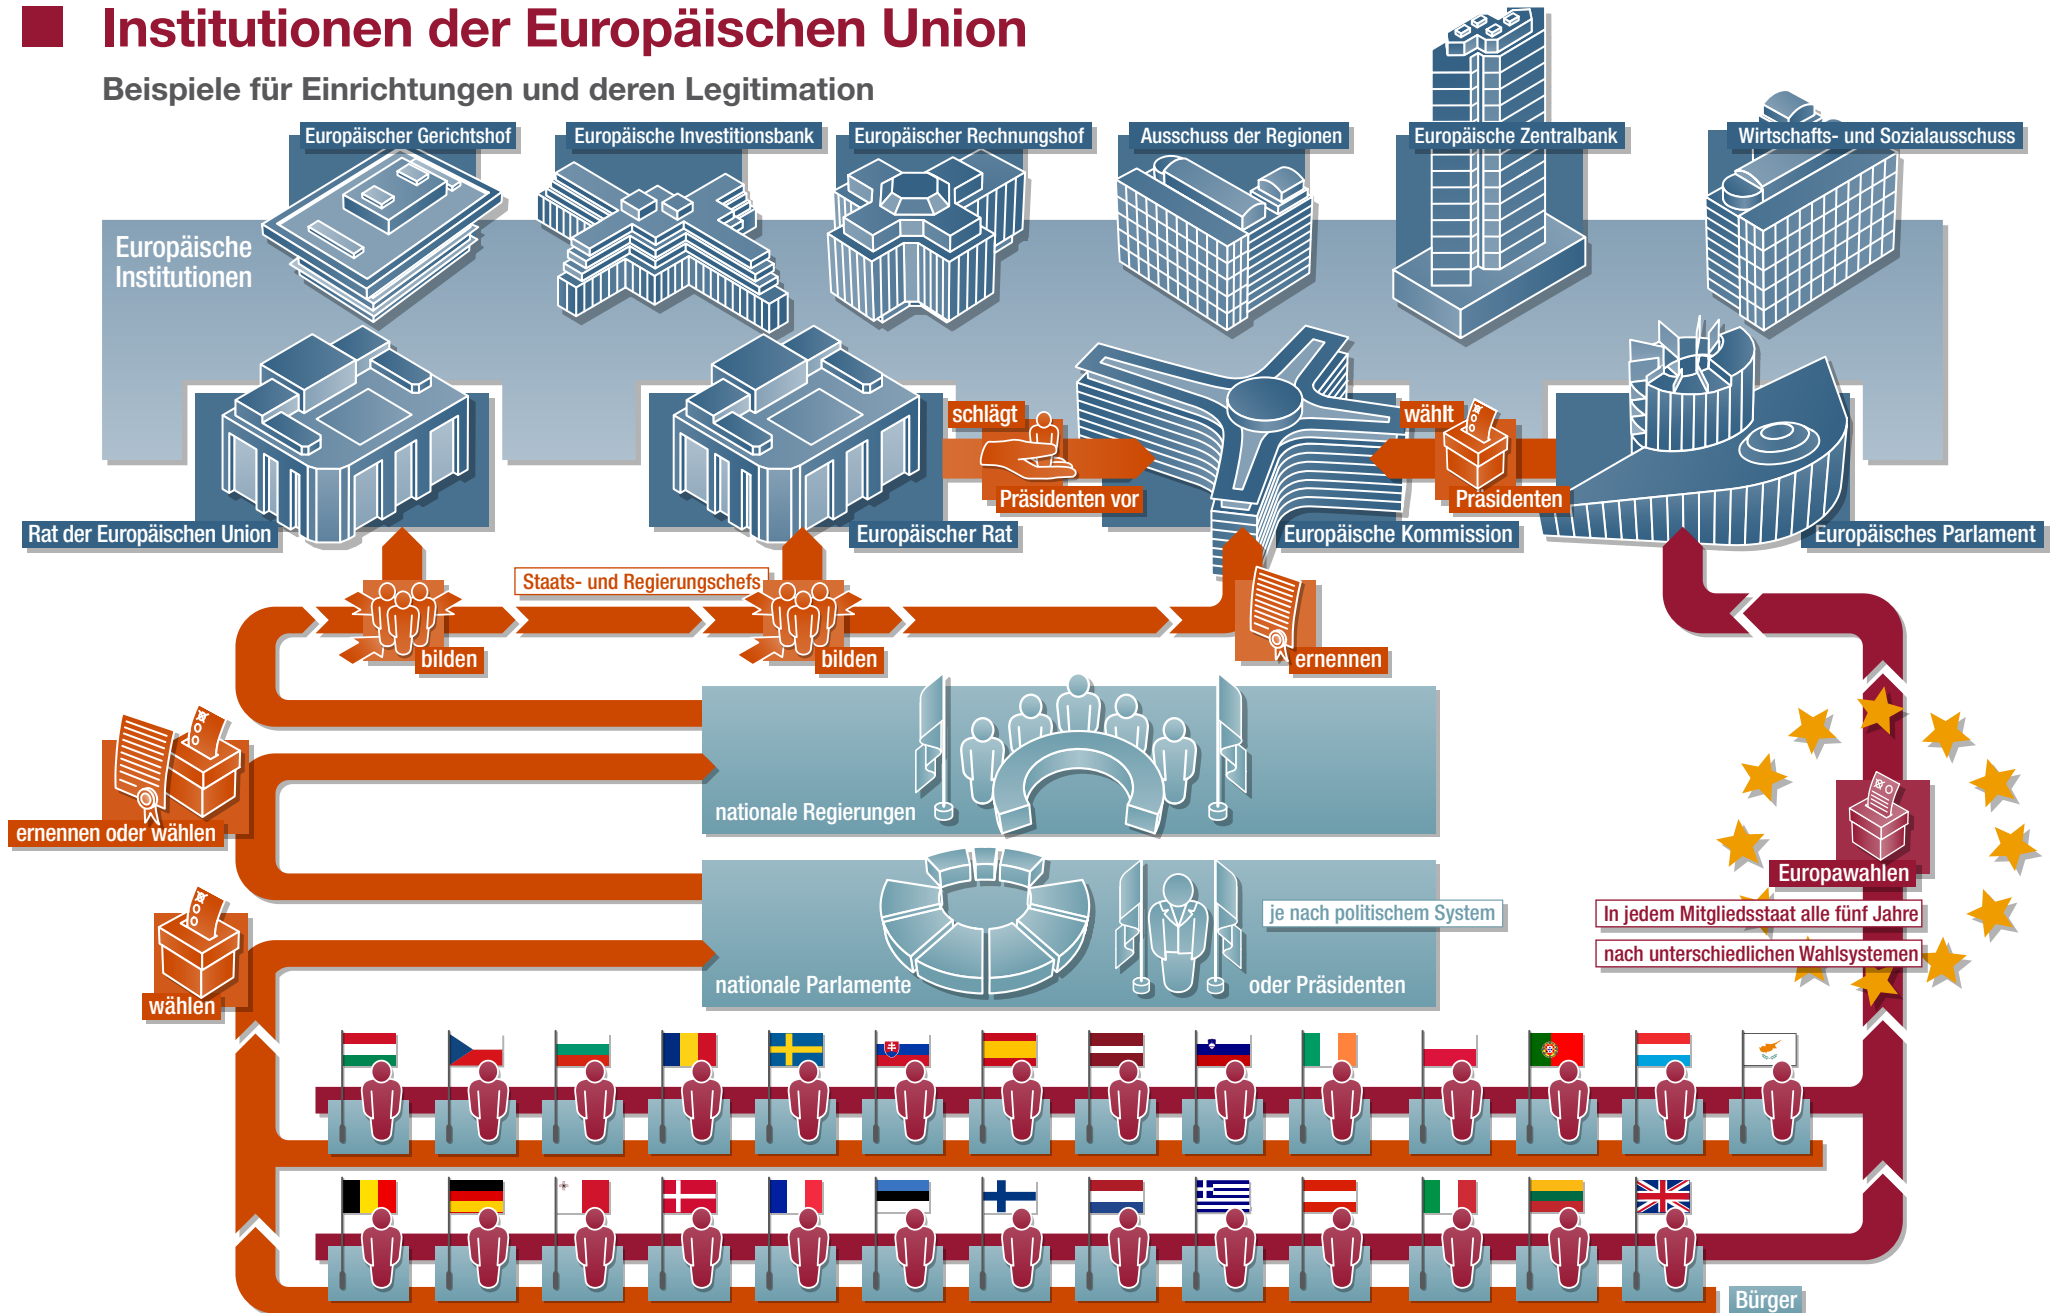 Institutionen der Europäischen Union
Beispiele für Einrichtungen und deren Legitimation
Europäischer Gerichtshof
Europäische Investitionsbank
Europäischer Rechnungshof
Ausschuss der Regionen
Europäische Zentralbank
Wirtschafts- und Sozialausschuss
Europäische
Institutionen
schlägt
Präsidenten vor
wählt
Präsidenten
Rat der Europäischen Union
Europäischer Rat
Europäische Kommission
Europäisches Parlament
Staats- und Regierungschefs
bilden
bilden
ernennen
nationale Regierungen
ernennen oder wählen
Europawahlen
je nach politischem System
In jedem Mitgliedsstaat alle fünf Jahre
nach unterschiedlichen Wahlsystemen
nationale Parlamente
oder Präsidenten
wählen
Bürger